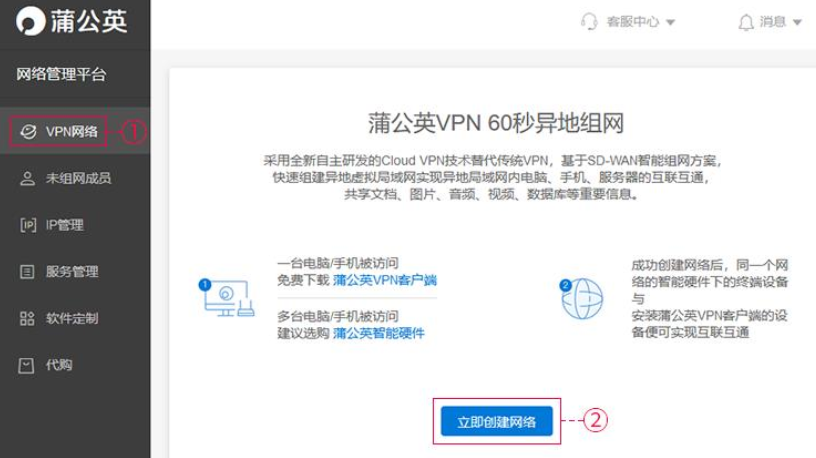 蒲公英
客服中心
消息
网络管理平台
VPN网络
①
未组网成员
IP管理
服务管理
软件定制
代购
蒲公英VPN 60秒异地组网
采用全新自主研发的Cloud VPN技术替代传统VPN，基于SD-WAN智能组网方案，
快速组建异地虚拟局域网实现异地局域网内电脑、手机、服务器的互联互通，
共享文档、图片、音频、视频、数据库等重要信息。
1
一台电脑/手机被访问
免费下载 蒲公英VPN客户端
多台电脑/手机被访问
建议选购 蒲公英智能硬件
2
成功创建网络后，同一个网
络的智能硬件下的终端设备
与
安装蒲公英VPN客户端的设
备便可实现互联互通
立即创建网络
②